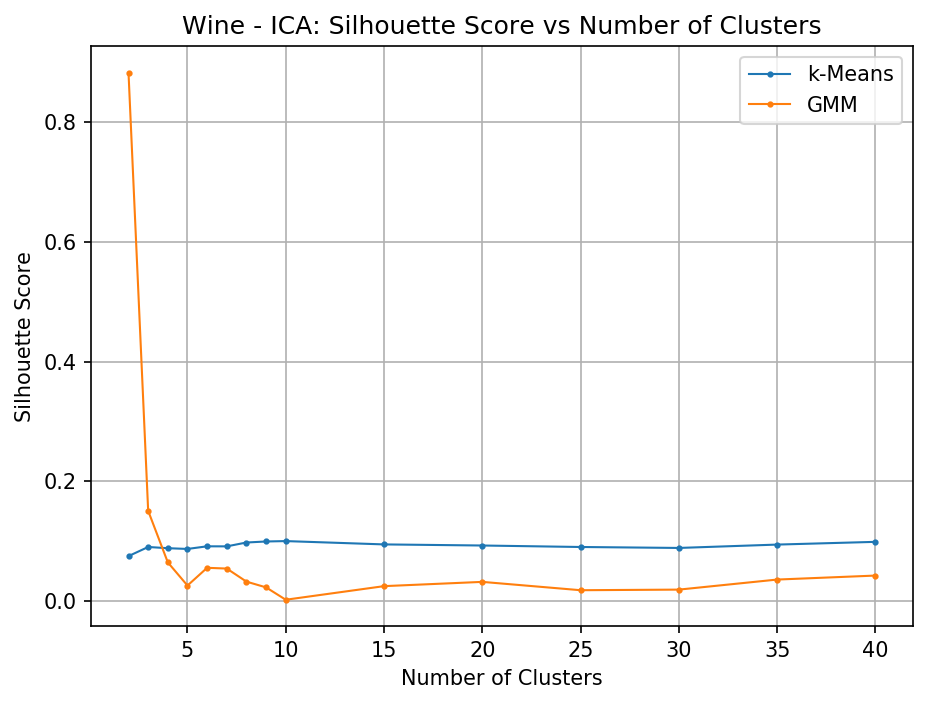 Wine - ICA: Silhouette Score vs Number of Clusters
k-Means
GMM
Silhouette Score
0.8
0.6
0.4
0.2
0.0
5 10 15 20 25 30 35 40
Number of Clusters